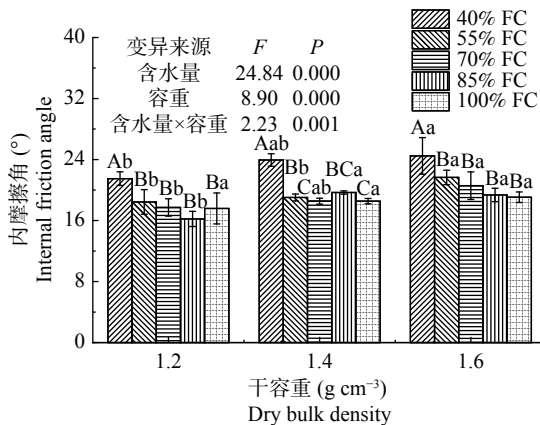 变异来源 F P
含水量 24.84 0.000
容重 8.90 0.000
含水量×容重 2.23 0.001
40% FC
55% FC
70% FC
85% FC
100% FC
内摩擦角 (°)
Internal friction angle
40
32
24
16
8
0
Ab Bb Bb Bb Ba
Aab Bb Cab BCa Ca
Aa Ba Ba Ba Ba
1.2 1.4 1.6
干容重 (g cm⁻³)
Dry bulk density